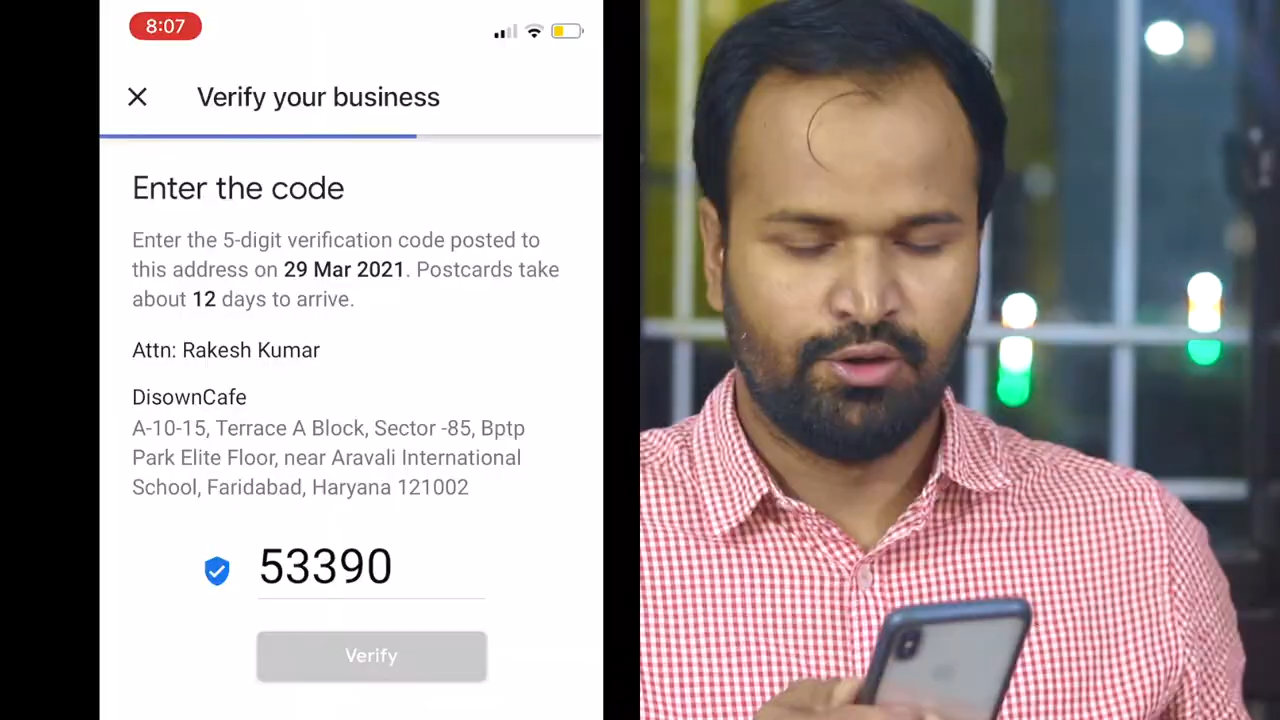 8:07
Verify your business
Enter the code
Enter the 5-digit verification code posted to
this address on 29 Mar 2021. Postcards take
about 12 days to arrive.
Attn: Rakesh Kumar
DisownCafe
A-10-15, Terrace A Block, Sector -85, Bptp
Park Elite Floor, near Aravali International
School, Faridabad, Haryana 121002
53390
Verify